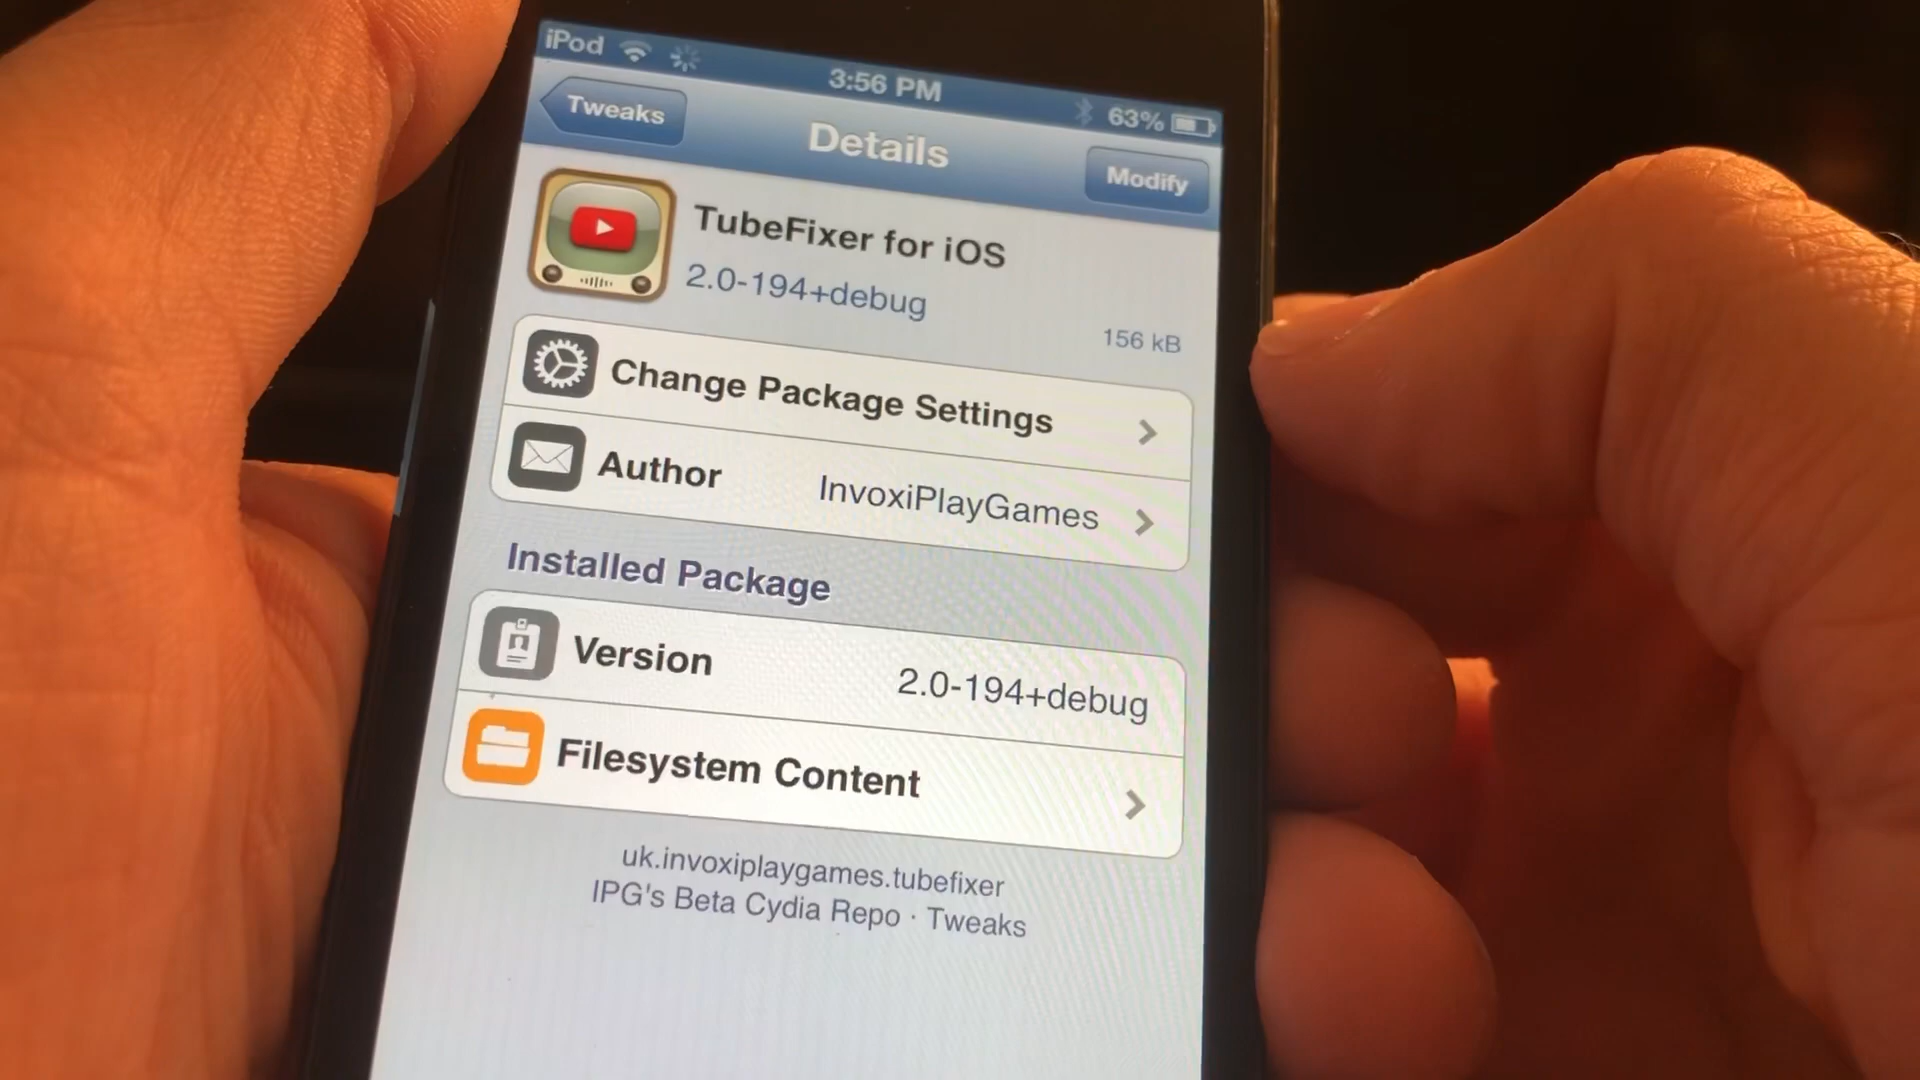 iPod
3:56 PM
63%
Tweaks
Details
Modify
TubeFixer for iOS
2.0-194+debug
156 kB
Change Package Settings
Author InvoxiPlayGames
Installed Package
Version 2.0-194+debug
Filesystem Content
uk.invoxiplaygames.tubefixer
IPG's Beta Cydia Repo · Tweaks